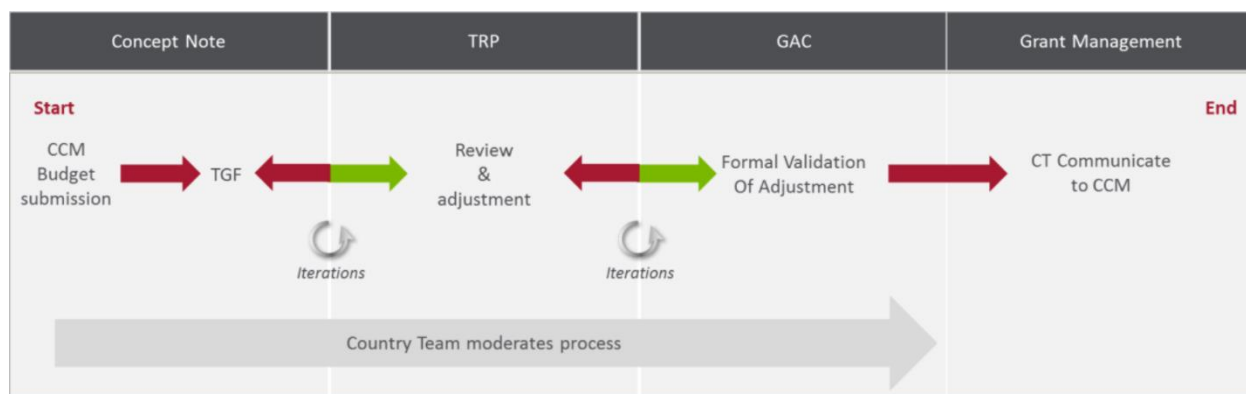 Concept Note
TRP
GAC
Grant Management
Start
End
CCM
Budget
submission
TGF
Review
&
adjustment
Formal Validation
Of Adjustment
CT Communicate
to CCM
Iterations
Iterations
Country Team moderates process